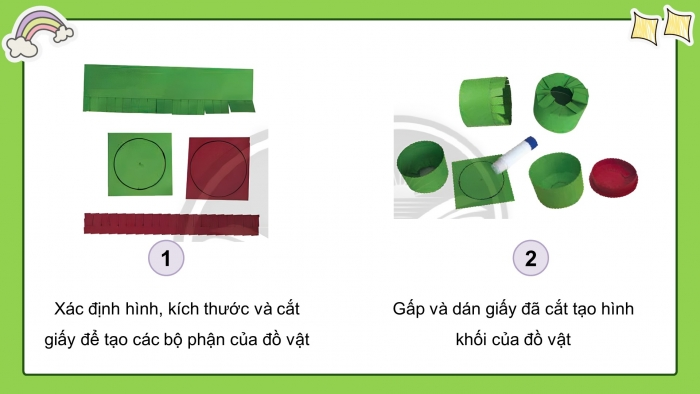 1
Xác định hình, kích thước và cắt
giấy để tạo các bộ phận của đồ vật
2
Gấp và dán giấy đã cắt tạo hình
khối của đồ vật